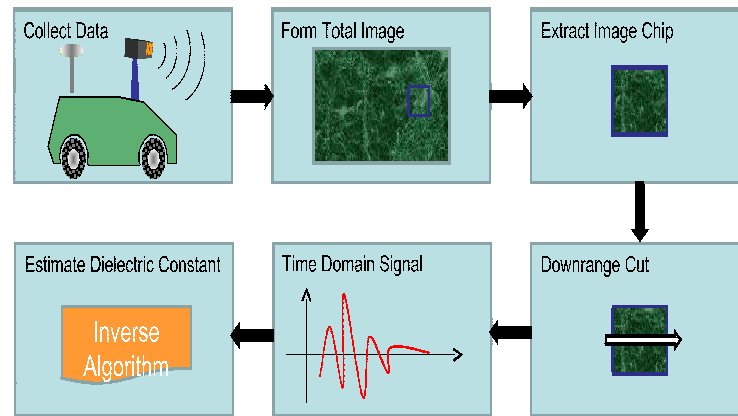 Collect Data
Form Total Image
Extract Image Chip
Downrange Cut
Time Domain Signal
Estimate Dielectric Constant
Inverse
Algorithm